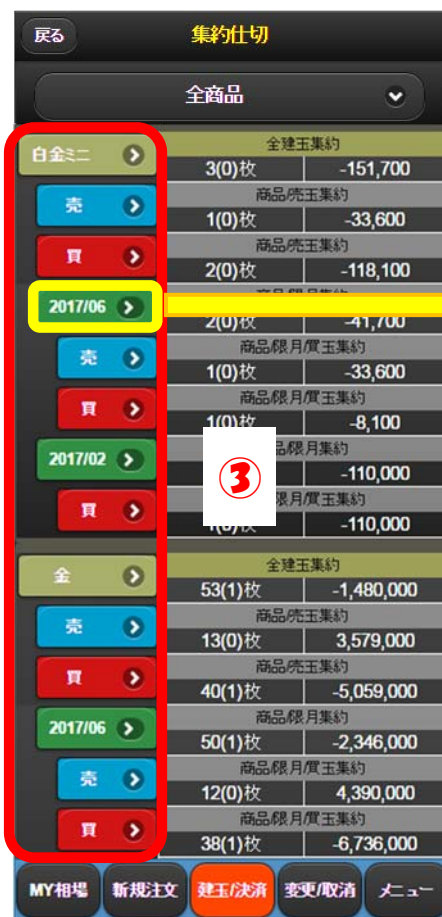 戻る 集約仕切
全商品
白金ミニ 全建玉集約
3(0)枚 -151,700
売 商品/売玉集約
1(0)枚 -33,600
買 商品/売玉集約
2(0)枚 -118,100
2017/06
2(0)枚 -41,700
売 商品/限月/買玉集約
1(0)枚 -33,600
買 商品/限月/買玉集約
1(0)枚 -8,100
2017/02 限月集約
③ -110,000
買 限月/買玉集約
-110,000
金 全建玉集約
53(1)枚 -1,480,000
売 商品/売玉集約
13(0)枚 3,579,000
買 商品/売玉集約
40(1)枚 -5,059,000
2017/06 商品/限月集約
50(1)枚 -2,346,000
売 商品/限月/買玉集約
12(0)枚 4,390,000
買 商品/限月/買玉集約
38(1)枚 -6,736,000
MY相場 新規注文 建玉/決済 変更/取消 メニュー